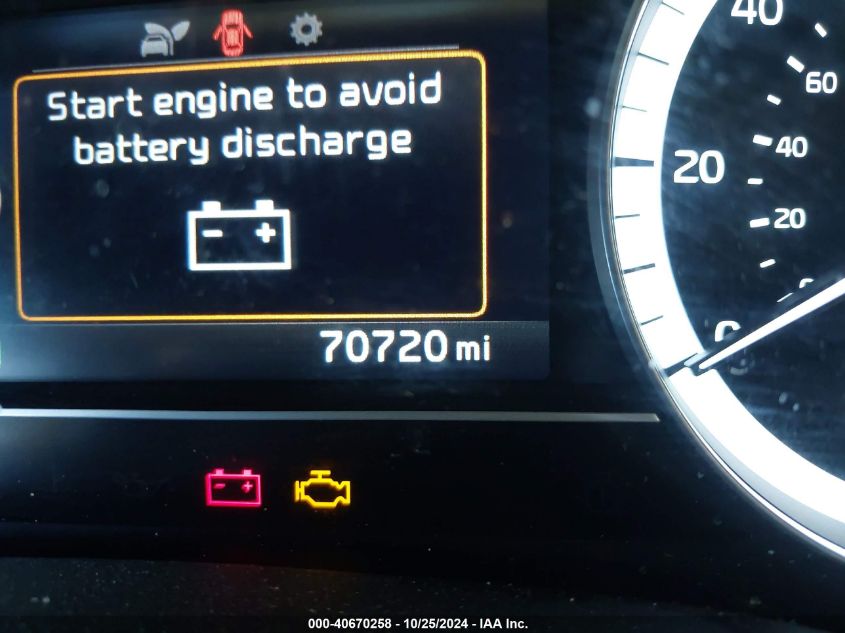 Start engine to avoid
battery discharge
70720 mi
40
60
20
40
20
0
000-40670258 - 10/25/2024 - IAA Inc.